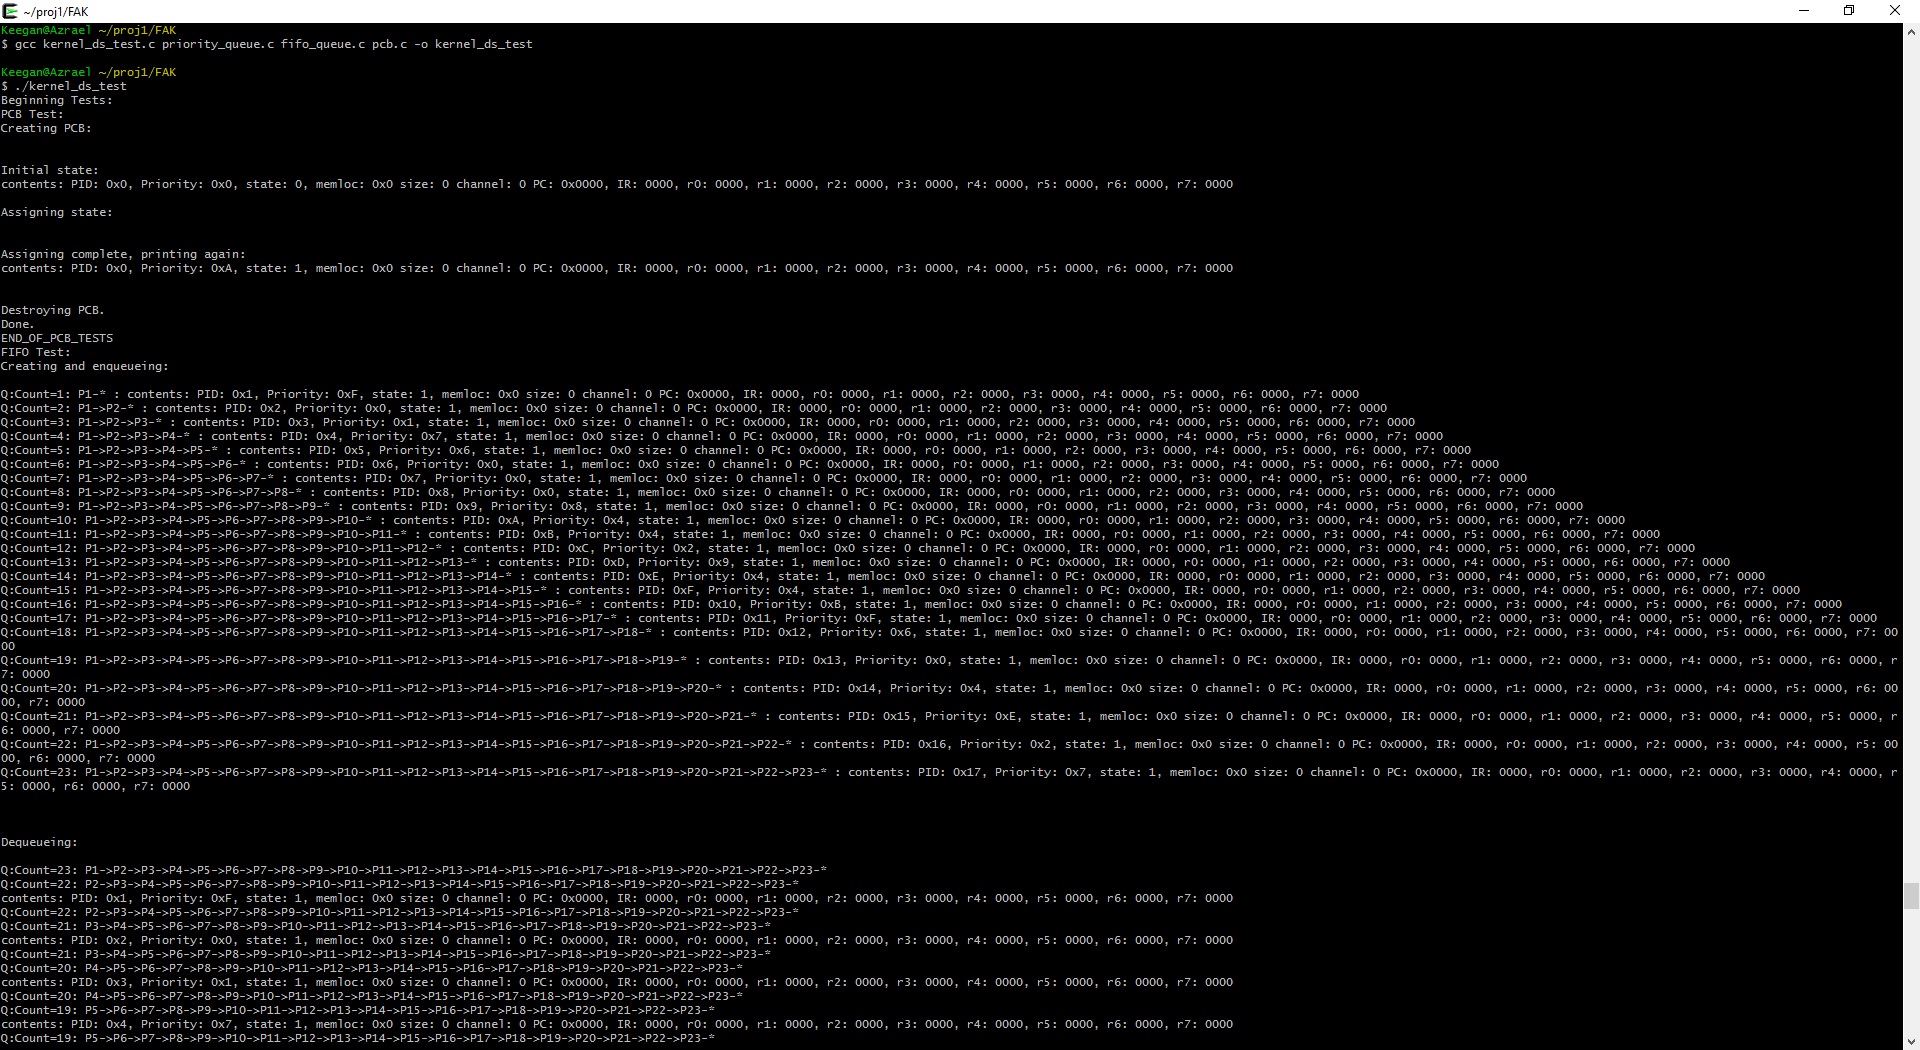 ~/proj1/FAK
Keegan@Azrael ~/proj1/FAK
$ gcc kernel_ds_test.c priority_queue.c fifo_queue.c pcb.c -o kernel_ds_test
Keegan@Azrael ~/proj1/FAK
$ ./kernel_ds_test
Beginning Tests:
PCB Test:
Creating PCB:
Initial state:
contents: PID: 0x0, Priority: 0x0, state: 0, memloc: 0x0 size: 0 channel: 0 PC: 0x0000, IR: 0000, r0: 0000, r1: 0000, r2: 0000, r3: 0000, r4: 0000, r5: 0000, r6: 0000, r7: 0000
Assigning state:
Assigning complete, printing again:
contents: PID: 0x0, Priority: 0xA, state: 1, memloc: 0x0 size: 0 channel: 0 PC: 0x0000, IR: 0000, r0: 0000, r1: 0000, r2: 0000, r3: 0000, r4: 0000, r5: 0000, r6: 0000, r7: 0000
Destroying PCB.
Done.
END_OF_PCB_TESTS
FIFO Test:
Creating and enqueueing:
Q:Count=1: P1-* : contents: PID: 0x1, Priority: 0xF, state: 1, memloc: 0x0 size: 0 channel: 0 PC: 0x0000, IR: 0000, r0: 0000, r1: 0000, r2: 0000, r3: 0000, r4: 0000, r5: 0000, r6: 0000, r7: 0000
Q:Count=2: P1->P2-* : contents: PID: 0x2, Priority: 0x0, state: 1, memloc: 0x0 size: 0 channel: 0 PC: 0x0000, IR: 0000, r0: 0000, r1: 0000, r2: 0000, r3: 0000, r4: 0000, r5: 0000, r6: 0000, r7: 0000
Q:Count=3: P1->P2->P3-* : contents: PID: 0x3, Priority: 0x1, state: 1, memloc: 0x0 size: 0 channel: 0 PC: 0x0000, IR: 0000, r0: 0000, r1: 0000, r2: 0000, r3: 0000, r4: 0000, r5: 0000, r6: 0000, r7: 0000
Q:Count=4: P1->P2->P3->P4-* : contents: PID: 0x4, Priority: 0x7, state: 1, memloc: 0x0 size: 0 channel: 0 PC: 0x0000, IR: 0000, r0: 0000, r1: 0000, r2: 0000, r3: 0000, r4: 0000, r5: 0000, r6: 0000, r7: 0000
Q:Count=5: P1->P2->P3->P4->P5-* : contents: PID: 0x5, Priority: 0x6, state: 1, memloc: 0x0 size: 0 channel: 0 PC: 0x0000, IR: 0000, r0: 0000, r1: 0000, r2: 0000, r3: 0000, r4: 0000, r5: 0000, r6: 0000, r7: 0000
Q:Count=6: P1->P2->P3->P4->P5->P6-* : contents: PID: 0x6, Priority: 0x0, state: 1, memloc: 0x0 size: 0 channel: 0 PC: 0x0000, IR: 0000, r0: 0000, r1: 0000, r2: 0000, r3: 0000, r4: 0000, r5: 0000, r6: 0000, r7: 0000
Q:Count=7: P1->P2->P3->P4->P5->P6->P7-* : contents: PID: 0x7, Priority: 0x0, state: 1, memloc: 0x0 size: 0 channel: 0 PC: 0x0000, IR: 0000, r0: 0000, r1: 0000, r2: 0000, r3: 0000, r4: 0000, r5: 0000, r6: 0000, r7: 0000
Q:Count=8: P1->P2->P3->P4->P5->P6->P7->P8-* : contents: PID: 0x8, Priority: 0x0, state: 1, memloc: 0x0 size: 0 channel: 0 PC: 0x0000, IR: 0000, r0: 0000, r1: 0000, r2: 0000, r3: 0000, r4: 0000, r5: 0000, r6: 0000, r7: 0000
Q:Count=9: P1->P2->P3->P4->P5->P6->P7->P8->P9-* : contents: PID: 0x9, Priority: 0x8, state: 1, memloc: 0x0 size: 0 channel: 0 PC: 0x0000, IR: 0000, r0: 0000, r1: 0000, r2: 0000, r3: 0000, r4: 0000, r5: 0000, r6: 0000, r7: 0000
Q:Count=10: P1->P2->P3->P4->P5->P6->P7->P8->P9->P10-* : contents: PID: 0xA, Priority: 0x4, state: 1, memloc: 0x0 size: 0 channel: 0 PC: 0x0000, IR: 0000, r0: 0000, r1: 0000, r2: 0000, r3: 0000, r4: 0000, r5: 0000, r6: 0000, r7: 0000
Q:Count=11: P1->P2->P3->P4->P5->P6->P7->P8->P9->P10->P11-* : contents: PID: 0xB, Priority: 0x4, state: 1, memloc: 0x0 size: 0 channel: 0 PC: 0x0000, IR: 0000, r0: 0000, r1: 0000, r2: 0000, r3: 0000, r4: 0000, r5: 0000, r6: 0000, r7: 0000
Q:Count=12: P1->P2->P3->P4->P5->P6->P7->P8->P9->P10->P11->P12-* : contents: PID: 0xC, Priority: 0x2, state: 1, memloc: 0x0 size: 0 channel: 0 PC: 0x0000, IR: 0000, r0: 0000, r1: 0000, r2: 0000, r3: 0000, r4: 0000, r5: 0000, r6: 0000, r7: 0000
Q:Count=13: P1->P2->P3->P4->P5->P6->P7->P8->P9->P10->P11->P12->P13-* : contents: PID: 0xD, Priority: 0x9, state: 1, memloc: 0x0 size: 0 channel: 0 PC: 0x0000, IR: 0000, r0: 0000, r1: 0000, r2: 0000, r3: 0000, r4: 0000, r5: 0000, r6: 0000, r7: 0000
Q:Count=14: P1->P2->P3->P4->P5->P6->P7->P8->P9->P10->P11->P12->P13->P14-* : contents: PID: 0xE, Priority: 0x4, state: 1, memloc: 0x0 size: 0 channel: 0 PC: 0x0000, IR: 0000, r0: 0000, r1: 0000, r2: 0000, r3: 0000, r4: 0000, r5: 0000, r6: 0000, r7: 0000
Q:Count=15: P1->P2->P3->P4->P5->P6->P7->P8->P9->P10->P11->P12->P13->P14->P15-* : contents: PID: 0xF, Priority: 0x4, state: 1, memloc: 0x0 size: 0 channel: 0 PC: 0x0000, IR: 0000, r0: 0000, r1: 0000, r2: 0000, r3: 0000, r4: 0000, r5: 0000, r6: 0000, r7: 0000
Q:Count=16: P1->P2->P3->P4->P5->P6->P7->P8->P9->P10->P11->P12->P13->P14->P15->P16-* : contents: PID: 0x10, Priority: 0xB, state: 1, memloc: 0x0 size: 0 channel: 0 PC: 0x0000, IR: 0000, r0: 0000, r1: 0000, r2: 0000, r3: 0000, r4: 0000, r5: 0000, r6: 0000, r7: 0000
Q:Count=17: P1->P2->P3->P4->P5->P6->P7->P8->P9->P10->P11->P12->P13->P14->P15->P16->P17-* : contents: PID: 0x11, Priority: 0xF, state: 1, memloc: 0x0 size: 0 channel: 0 PC: 0x0000, IR: 0000, r0: 0000, r1: 0000, r2: 0000, r3: 0000, r4: 0000, r5: 0000, r6: 0000, r7: 0000
Q:Count=18: P1->P2->P3->P4->P5->P6->P7->P8->P9->P10->P11->P12->P13->P14->P15->P16->P17->P18-* : contents: PID: 0x12, Priority: 0x6, state: 1, memloc: 0x0 size: 0 channel: 0 PC: 0x0000, IR: 0000, r0: 0000, r1: 0000, r2: 0000, r3: 0000, r4: 0000, r5: 0000, r6: 0000, r7: 00
00
Q:Count=19: P1->P2->P3->P4->P5->P6->P7->P8->P9->P10->P11->P12->P13->P14->P15->P16->P17->P18->P19-* : contents: PID: 0x13, Priority: 0x0, state: 1, memloc: 0x0 size: 0 channel: 0 PC: 0x0000, IR: 0000, r0: 0000, r1: 0000, r2: 0000, r3: 0000, r4: 0000, r5: 0000, r6: 0000, r
7: 0000
Q:Count=20: P1->P2->P3->P4->P5->P6->P7->P8->P9->P10->P11->P12->P13->P14->P15->P16->P17->P18->P19->P20-* : contents: PID: 0x14, Priority: 0x4, state: 1, memloc: 0x0 size: 0 channel: 0 PC: 0x0000, IR: 0000, r0: 0000, r1: 0000, r2: 0000, r3: 0000, r4: 0000, r5: 0000, r6: 00
00, r7: 0000
Q:Count=21: P1->P2->P3->P4->P5->P6->P7->P8->P9->P10->P11->P12->P13->P14->P15->P16->P17->P18->P19->P20->P21-* : contents: PID: 0x15, Priority: 0xE, state: 1, memloc: 0x0 size: 0 channel: 0 PC: 0x0000, IR: 0000, r0: 0000, r1: 0000, r2: 0000, r3: 0000, r4: 0000, r5: 0000, r
6: 0000, r7: 0000
Q:Count=22: P1->P2->P3->P4->P5->P6->P7->P8->P9->P10->P11->P12->P13->P14->P15->P16->P17->P18->P19->P20->P21->P22-* : contents: PID: 0x16, Priority: 0x2, state: 1, memloc: 0x0 size: 0 channel: 0 PC: 0x0000, IR: 0000, r0: 0000, r1: 0000, r2: 0000, r3: 0000, r4: 0000, r5: 00
00, r6: 0000, r7: 0000
Q:Count=23: P1->P2->P3->P4->P5->P6->P7->P8->P9->P10->P11->P12->P13->P14->P15->P16->P17->P18->P19->P20->P21->P22->P23-* : contents: PID: 0x17, Priority: 0x7, state: 1, memloc: 0x0 size: 0 channel: 0 PC: 0x0000, IR: 0000, r0: 0000, r1: 0000, r2: 0000, r3: 0000, r4: 0000, r
5: 0000, r6: 0000, r7: 0000
Dequeueing:
Q:Count=23: P1->P2->P3->P4->P5->P6->P7->P8->P9->P10->P11->P12->P13->P14->P15->P16->P17->P18->P19->P20->P21->P22->P23-*
Q:Count=22: P2->P3->P4->P5->P6->P7->P8->P9->P10->P11->P12->P13->P14->P15->P16->P17->P18->P19->P20->P21->P22->P23-*
contents: PID: 0x1, Priority: 0xF, state: 1, memloc: 0x0 size: 0 channel: 0 PC: 0x0000, IR: 0000, r0: 0000, r1: 0000, r2: 0000, r3: 0000, r4: 0000, r5: 0000, r6: 0000, r7: 0000
Q:Count=22: P2->P3->P4->P5->P6->P7->P8->P9->P10->P11->P12->P13->P14->P15->P16->P17->P18->P19->P20->P21->P22->P23-*
Q:Count=21: P3->P4->P5->P6->P7->P8->P9->P10->P11->P12->P13->P14->P15->P16->P17->P18->P19->P20->P21->P22->P23-*
contents: PID: 0x2, Priority: 0x0, state: 1, memloc: 0x0 size: 0 channel: 0 PC: 0x0000, IR: 0000, r0: 0000, r1: 0000, r2: 0000, r3: 0000, r4: 0000, r5: 0000, r6: 0000, r7: 0000
Q:Count=21: P3->P4->P5->P6->P7->P8->P9->P10->P11->P12->P13->P14->P15->P16->P17->P18->P19->P20->P21->P22->P23-*
Q:Count=20: P4->P5->P6->P7->P8->P9->P10->P11->P12->P13->P14->P15->P16->P17->P18->P19->P20->P21->P22->P23-*
contents: PID: 0x3, Priority: 0x1, state: 1, memloc: 0x0 size: 0 channel: 0 PC: 0x0000, IR: 0000, r0: 0000, r1: 0000, r2: 0000, r3: 0000, r4: 0000, r5: 0000, r6: 0000, r7: 0000
Q:Count=20: P4->P5->P6->P7->P8->P9->P10->P11->P12->P13->P14->P15->P16->P17->P18->P19->P20->P21->P22->P23-*
Q:Count=19: P5->P6->P7->P8->P9->P10->P11->P12->P13->P14->P15->P16->P17->P18->P19->P20->P21->P22->P23-*
contents: PID: 0x4, Priority: 0x7, state: 1, memloc: 0x0 size: 0 channel: 0 PC: 0x0000, IR: 0000, r0: 0000, r1: 0000, r2: 0000, r3: 0000, r4: 0000, r5: 0000, r6: 0000, r7: 0000
Q:Count=19: P5->P6->P7->P8->P9->P10->P11->P12->P13->P14->P15->P16->P17->P18->P19->P20->P21->P22->P23-*